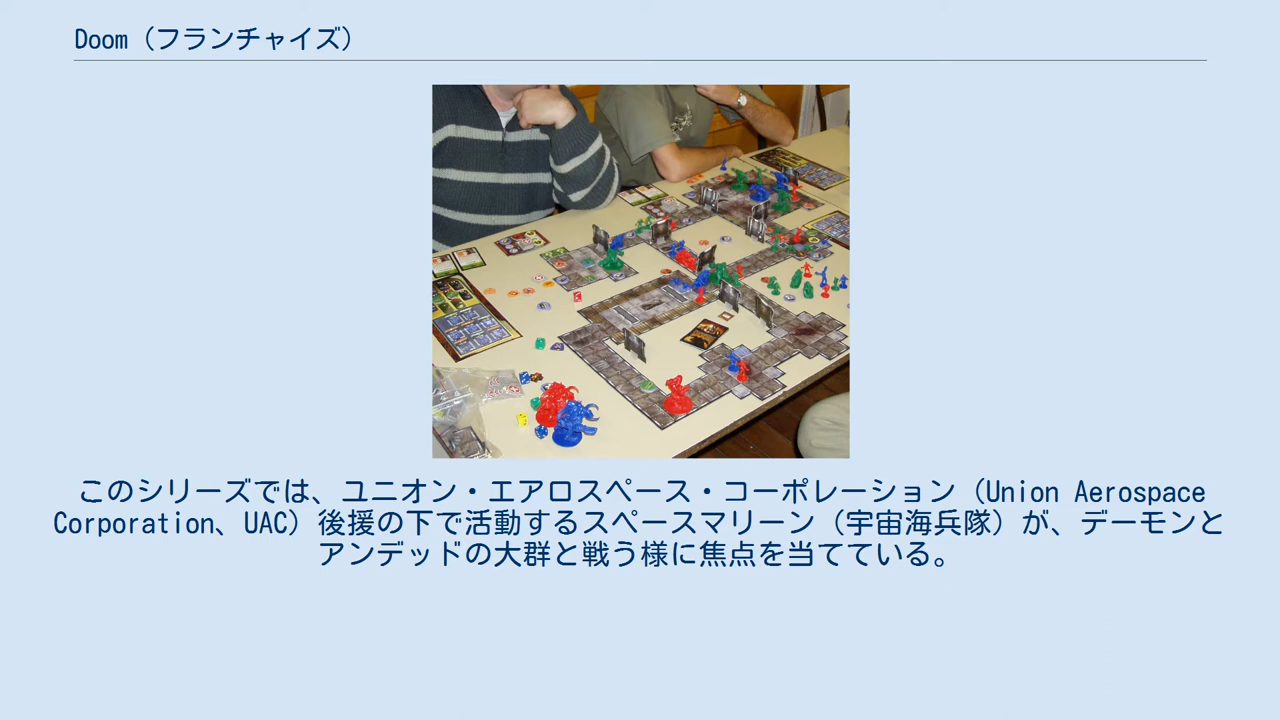 Doom（フランチャイズ）
このシリーズでは、ユニオン・エアロスペース・コーポレーション（Union Aerospace
Corporation、UAC）後援の下で活動するスペースマリーン（宇宙海兵隊）が、デーモンと
アンデッドの大群と戦う様に焦点を当てている。